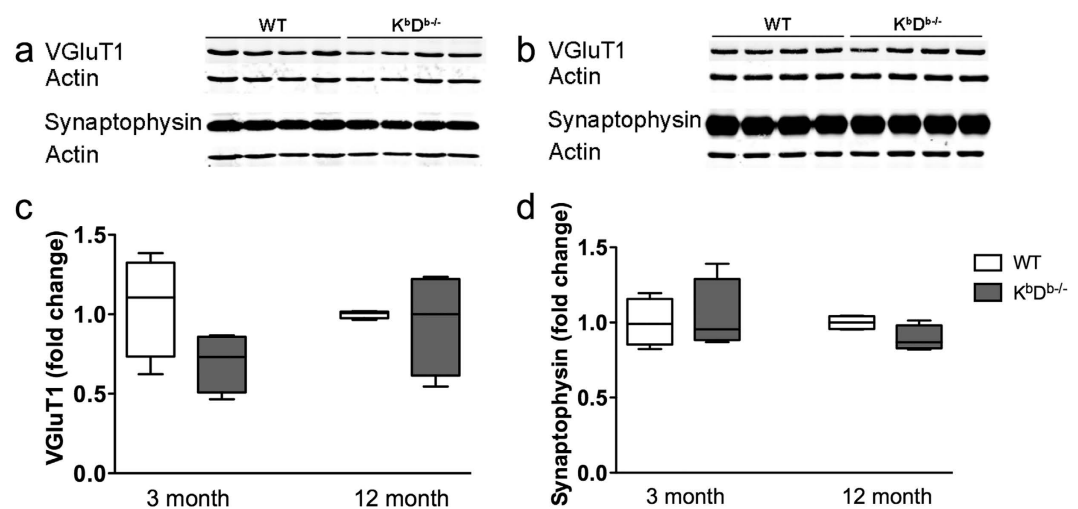 a
WT KᵇDᵇ⁻/⁻
VGluT1
Actin
Synaptophysin
Actin
b
WT KᵇDᵇ⁻/⁻
VGluT1
Actin
Synaptophysin
Actin
c
VGluT1 (fold change)
1.5
1.0
0.5
0.0
3 month 12 month
d
Synaptophysin (fold change)
1.5
1.0
0.5
0.0
3 month 12 month
WT
KᵇDᵇ⁻/⁻